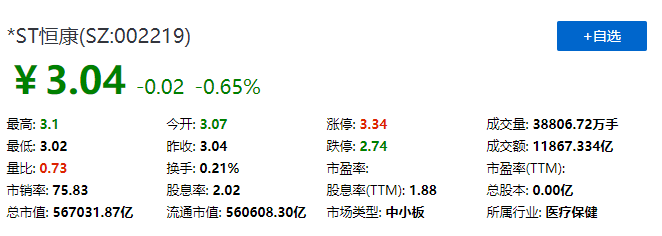 *ST恒康(SZ:002219)
+自选
￥3.04 -0.02 -0.65%
最高: 3.1 今开: 3.07 涨停: 3.34 成交量: 38806.72万手
最低: 3.02 昨收: 3.04 跌停: 2.74 成交额: 11867.334亿
量比: 0.73 换手: 0.21% 市盈率: 市盈率(TTM):
市销率: 75.83 股息率: 2.02 股息率(TTM): 1.88 总股本: 0.00亿
总市值: 567031.87亿 流通市值: 560608.30亿 市场类型: 中小板 所属行业: 医疗保健